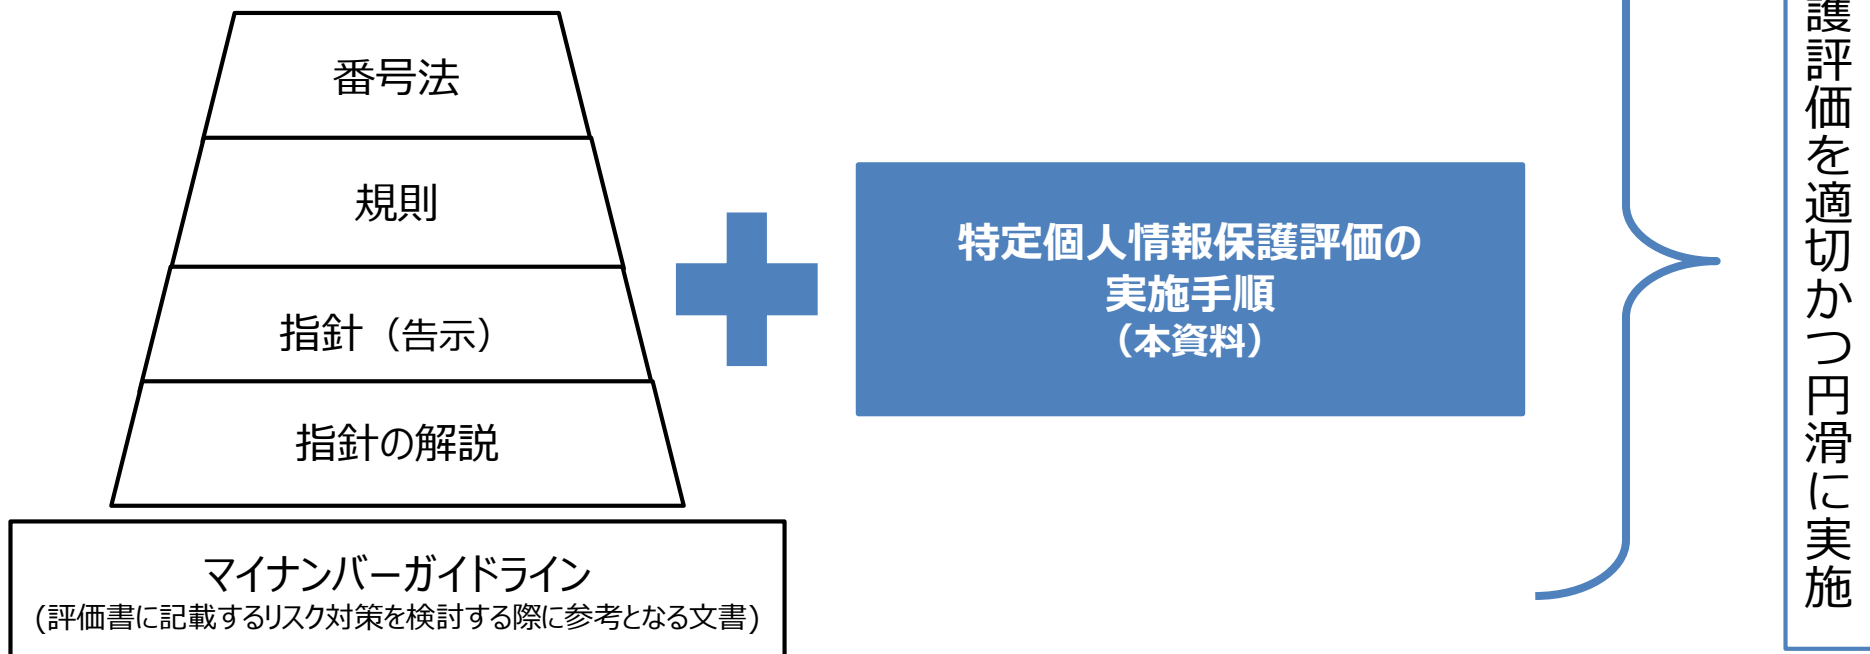 番号法
規則
指針（告示）
指針の解説
マイナンバーガイドライン
(評価書に記載するリスク対策を検討する際に参考となる文書)
特定個人情報保護評価の
実施手順
（本資料）
護評価を適切かつ円滑に実施